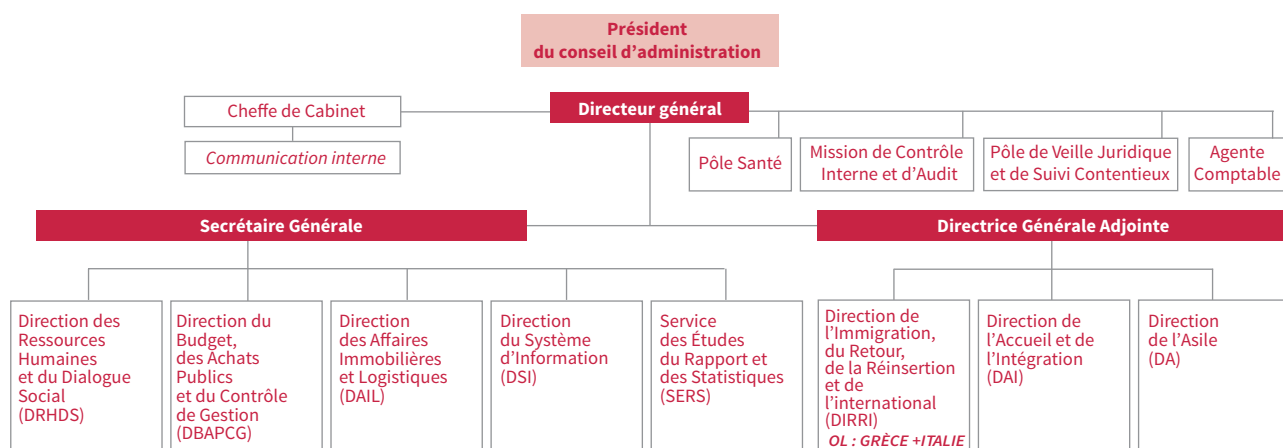 Président
du conseil d’administration
Directeur général
Cheffe de Cabinet
Communication interne
Pôle Santé
Mission de Contrôle
Interne et d’Audit
Pôle de Veille Juridique
et de Suivi Contentieux
Agente
Comptable
Secrétaire Générale
Directrice Générale Adjointe
Direction des
Ressources
Humaines
et du Dialogue
Social
(DRHDS)
Direction du
Budget,
des Achats
Publics
et du Contrôle
de Gestion
(DBAPCG)
Direction
des Affaires
Immobilières
et Logistiques
(DAIL)
Direction
du Système
d’Information
(DSI)
Service
des Études
du Rapport et
des Statistiques
(SERS)
Direction de
l’Immigration,
du Retour,
de la Réinsertion
et de
l’international
(DIRRI)
OL : GRÈCE +ITALIE
Direction de
l’Accueil et de
l’Intégration
(DAI)
Direction
de l’Asile
(DA)